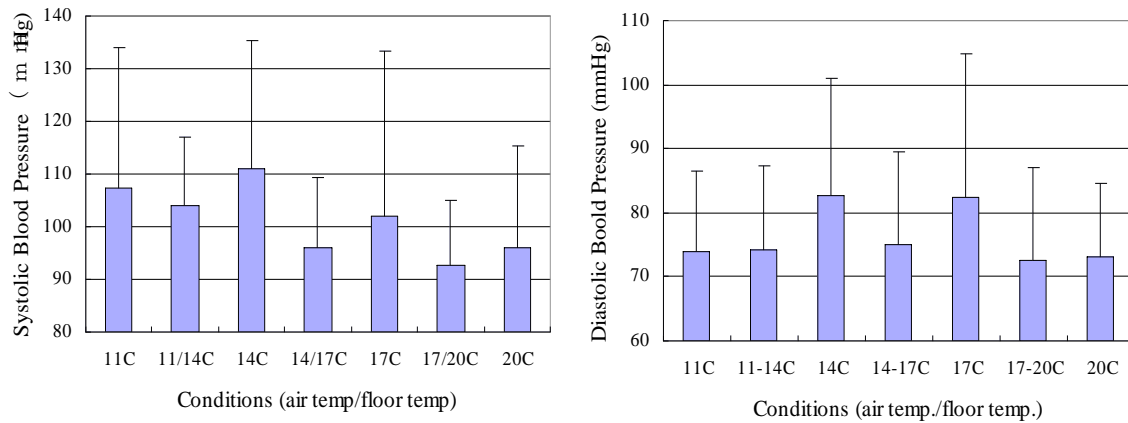 Systolic Blood Pressure ( m mHg)
140
130
120
110
100
90
80
11C 11/14C 14C 14/17C 17C 17/20C 20C
Conditions (air temp/floor temp)
Diastolic Boold Pressure (mmHg)
110
100
90
80
70
60
11C 11-14C 14C 14-17C 17C 17-20C 20C
Conditions (air temp./floor temp.)